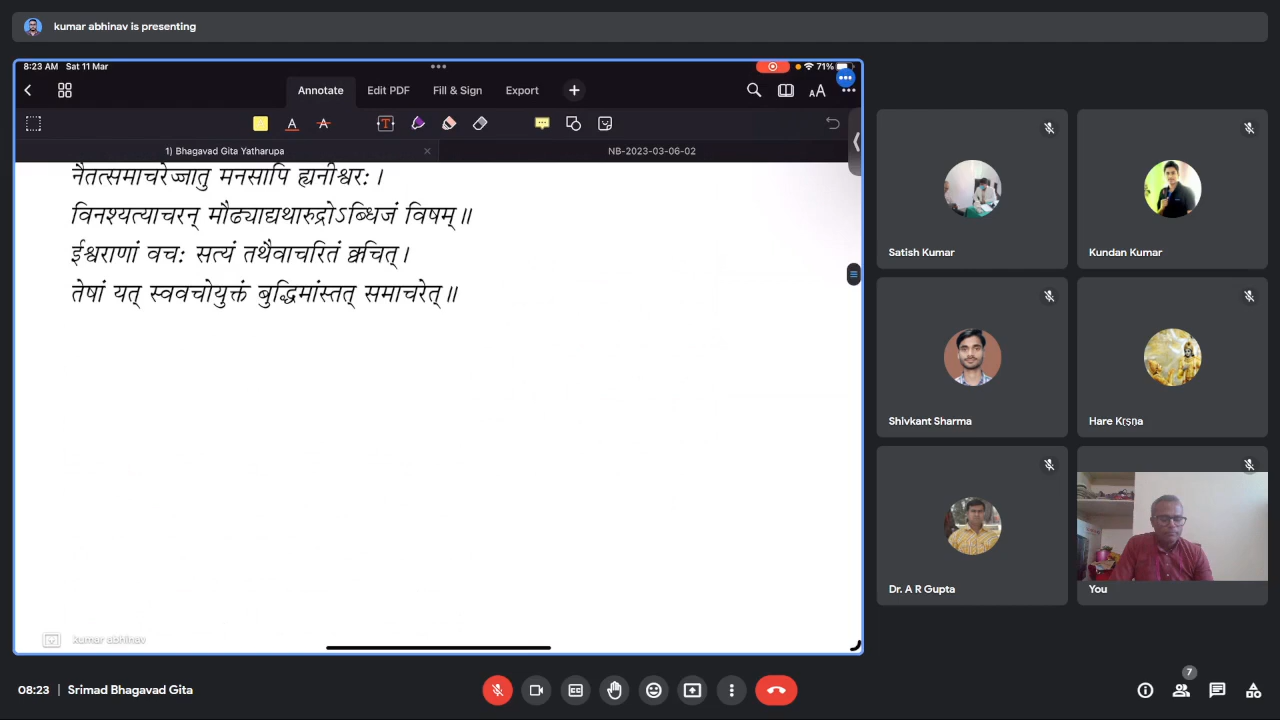 kumar abhinav is presenting
8:23 AM Sat 11 Mar
71%
Annotate Edit PDF Fill & Sign Export
AA
1) Bhagavad Gita Yatharupa
NB-2023-03-06-02
नैतत्समाचरेज्जातु मनसापि ह्यनीश्वरः ।
विनश्यत्याचरन् मौढ्याद्यथारुद्रोऽब्धिजं विषम् ॥
ईश्वराणां वचः सत्यं तथैवाचरितं क्वचित् ।
तेषां यत् स्ववचोयुक्तं बुद्धिमांस्तत् समाचरेत् ॥
kumar abhinav
Satish Kumar
Kundan Kumar
Shivkant Sharma
Hare Kṛṣṇa
Dr. A R Gupta
You
08:23 | Srimad Bhagavad Gita
7